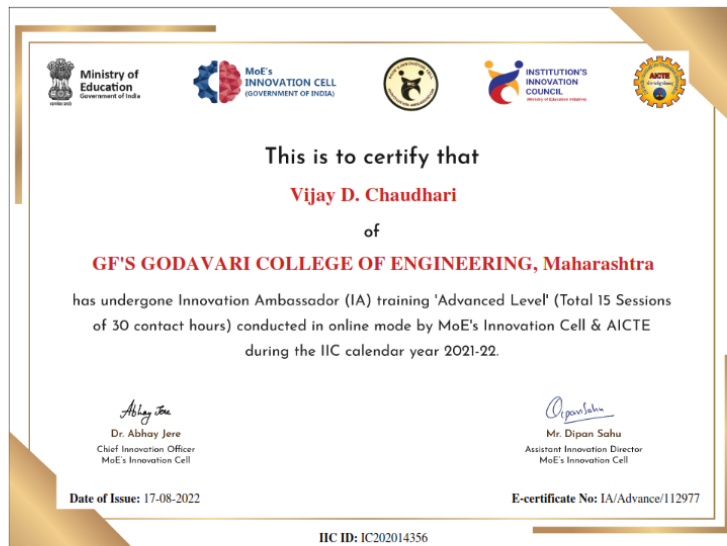 Ministry of
Education
Government of India
MoE's
INNOVATION CELL
(GOVERNMENT OF INDIA)
INSTITUTION'S
INNOVATION
COUNCIL
(Ministry of Education Initiative)
AICTE
This is to certify that
Vijay D. Chaudhari
of
GF'S GODAVARI COLLEGE OF ENGINEERING, Maharashtra
has undergone Innovation Ambassador (IA) training 'Advanced Level' (Total 15 Sessions
of 30 contact hours) conducted in online mode by MoE's Innovation Cell & AICTE
during the IIC calendar year 2021-22.
Abhay Jere
Dipan Sahu
Dr. Abhay Jere
Mr. Dipan Sahu
Chief Innovation Officer
Assistant Innovation Director
MoE's Innovation Cell
MoE's Innovation Cell
Date of Issue: 17-08-2022
E-certificate No: IA/Advance/112977
IIC ID: IC202014356